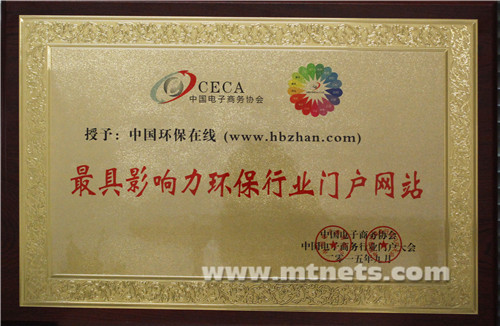 CECA
中国电子商务协会
授予：中国环保在线 (www.hbzhan.com)
最具影响力环保行业门户网站
中国电子商务协会
中国电子商务行业门户大会
二〇一五年九月
www.mtnets.com